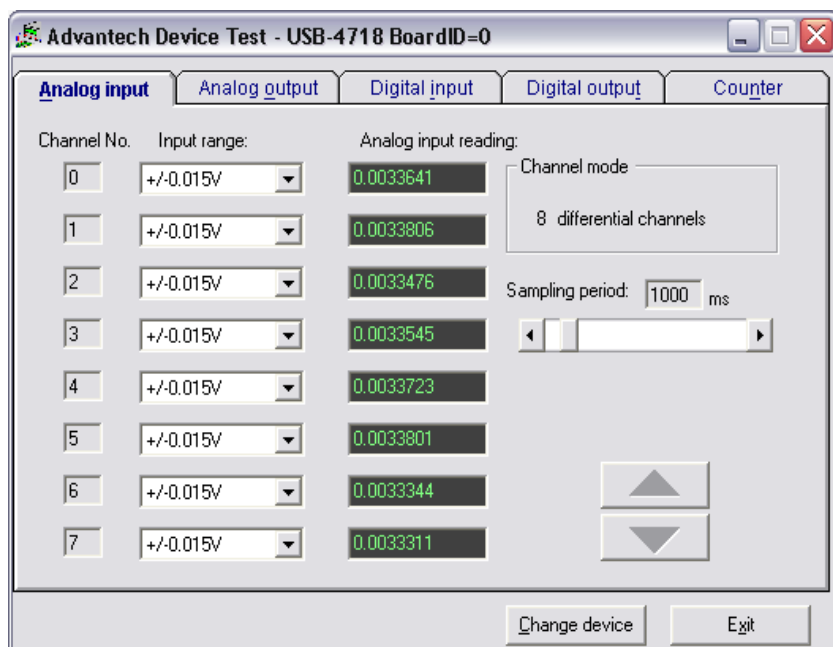 Advantech Device Test - USB-4718 BoardID=0
Analog input Analog output Digital input Digital output Counter
Channel No. Input range: Analog input reading:
Channel mode
0 +/-0.015V 0.0033641
8 differential channels
1 +/-0.015V 0.0033806
2 +/-0.015V 0.0033476
Sampling period: 1000 ms
3 +/-0.015V 0.0033545
4 +/-0.015V 0.0033723
5 +/-0.015V 0.0033801
6 +/-0.015V 0.0033344
7 +/-0.015V 0.0033311
Change device Exit